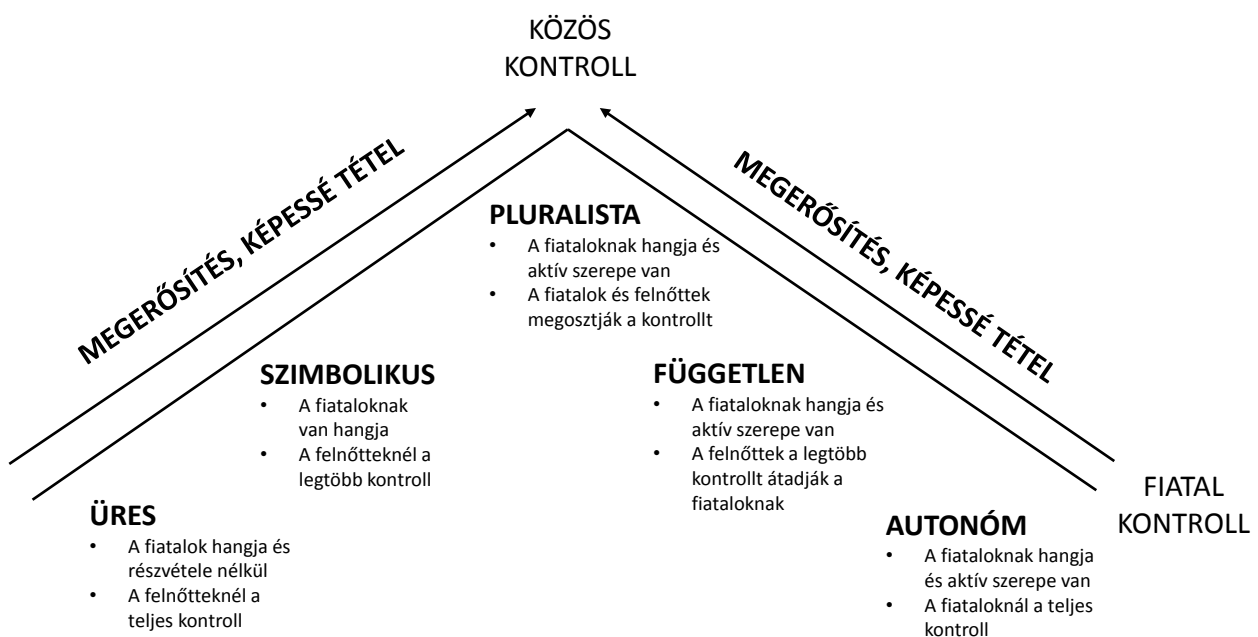 KÖZÖS
KONTROLL
MEGERŐSÍTÉS, KÉPESSÉ TÉTEL
MEGERŐSÍTÉS, KÉPESSÉ TÉTEL
PLURALISTA
• A fiataloknak hangja és
aktív szerepe van
• A fiatalok és felnőttek
megosztják a kontrollt
SZIMBOLIKUS
• A fiataloknak
van hangja
• A felnőtteknél a
legtöbb kontroll
FÜGGETLEN
• A fiataloknak hangja és
aktív szerepe van
• A felnőttek a legtöbb
kontrollt átadják a
fiataloknak
ÜRES
• A fiatalok hangja és
részvétele nélkül
• A felnőtteknél a
teljes kontroll
AUTONÓM
• A fiataloknak hangja
és aktív szerepe van
• A fiataloknál a teljes
kontroll
FIATAL
KONTROLL